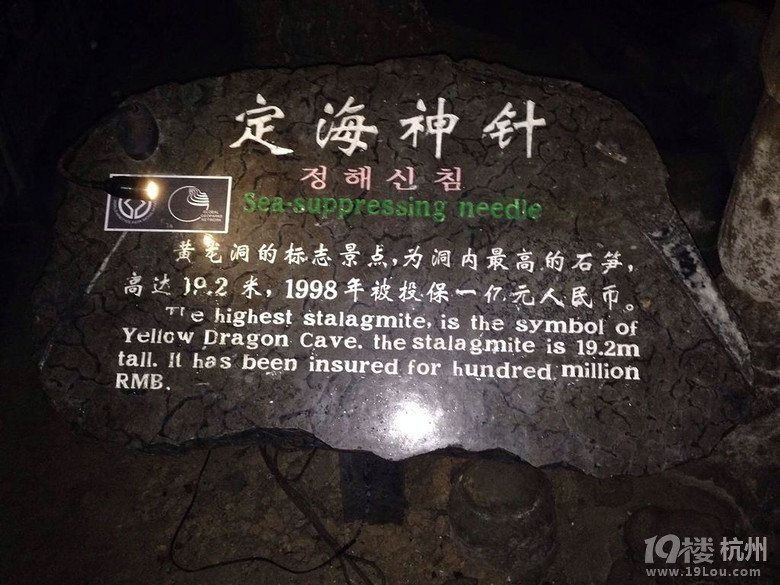 定海神针
정해신침
Sea-suppressing needle
GLOBAL GEOPARKS NETWORK
黄龙洞的标志景点,为洞内最高的石笋,
高达19.2米,1998年被投保一亿元人民币。
The highest stalagmite, is the symbol of
Yellow Dragon Cave. the stalagmite is 19.2m
tall. It has been insured for hundred million
RMB.
19楼 杭州
www.19Lou.com